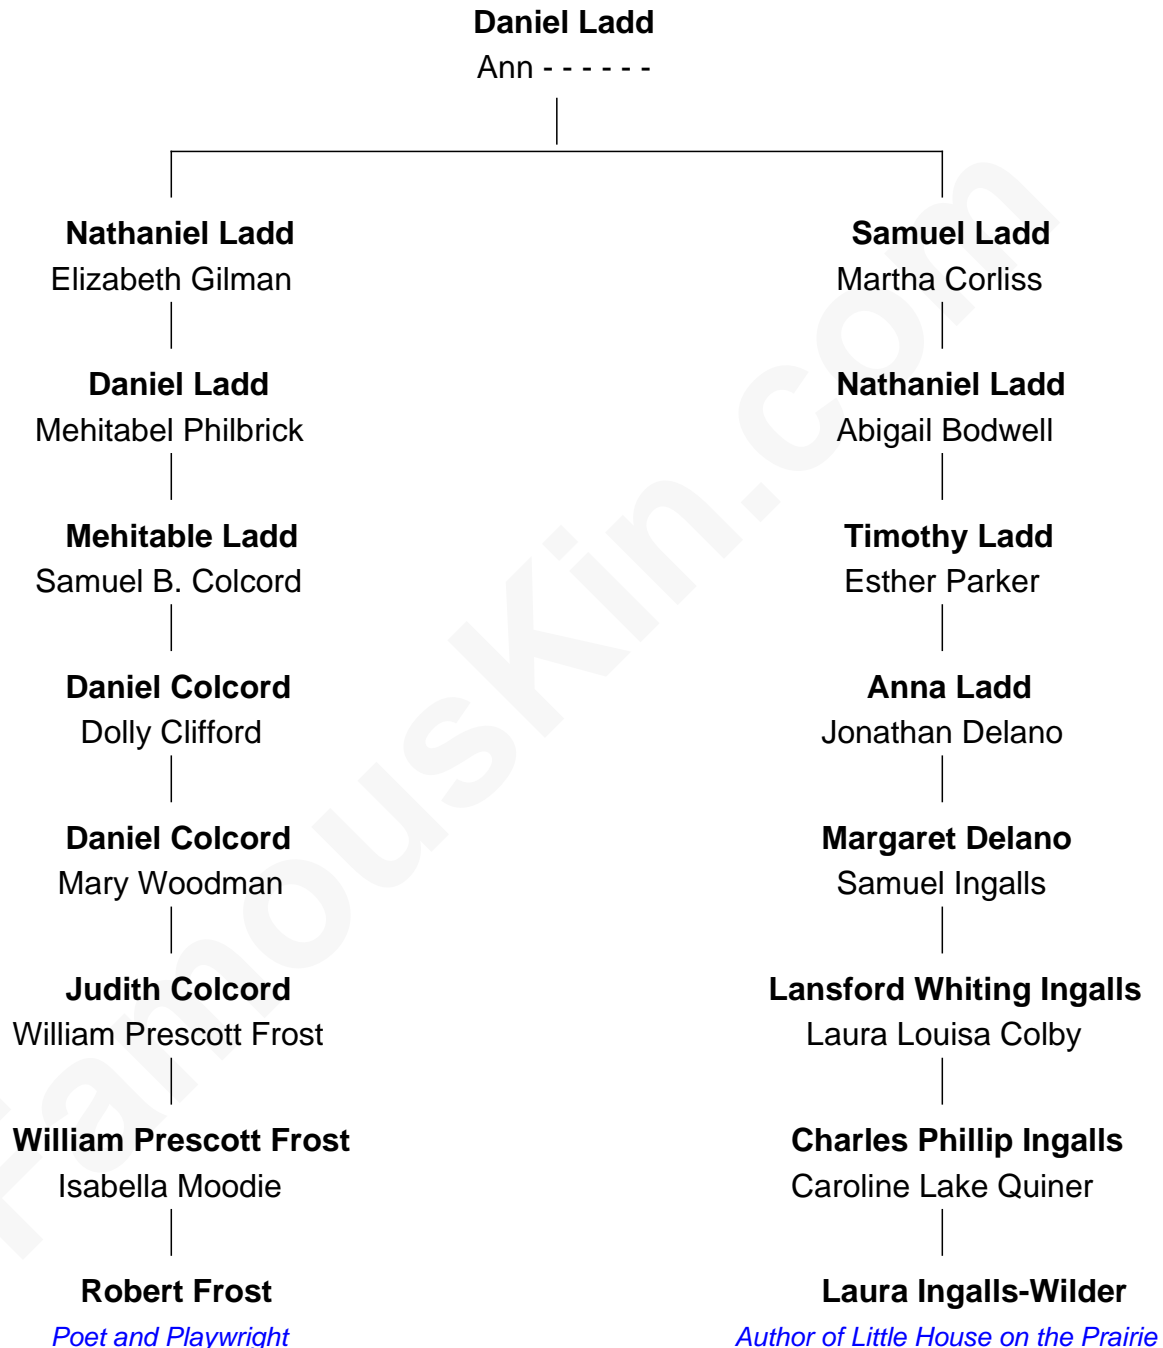 Daniel Ladd
Ann - - - - - -
Nathaniel Ladd
Elizabeth Gilman
Samuel Ladd
Martha Corliss
Daniel Ladd
Mehitabel Philbrick
Nathaniel Ladd
Abigail Bodwell
Mehitable Ladd
Samuel B. Colcord
Timothy Ladd
Esther Parker
Daniel Colcord
Dolly Clifford
Anna Ladd
Jonathan Delano
Daniel Colcord
Mary Woodman
Margaret Delano
Samuel Ingalls
Judith Colcord
William Prescott Frost
Lansford Whiting Ingalls
Laura Louisa Colby
William Prescott Frost
Isabella Moodie
Charles Phillip Ingalls
Caroline Lake Quiner
Robert Frost
Poet and Playwright
Laura Ingalls-Wilder
Author of Little House on the Prairie
FamousKin.com